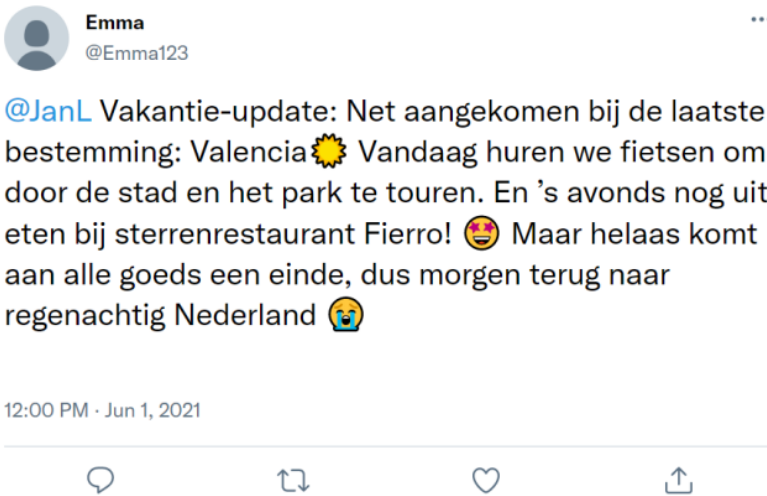 Emma
@Emma123
@JanL Vakantie-update: Net aangekomen bij de laatste
bestemming: Valencia☀️ Vandaag huren we fietsen om
door de stad en het park te touren. En ’s avonds nog uit
eten bij sterrenrestaurant Fierro! 🤩 Maar helaas komt
aan alle goeds een einde, dus morgen terug naar
regenachtig Nederland 😭
12:00 PM · Jun 1, 2021